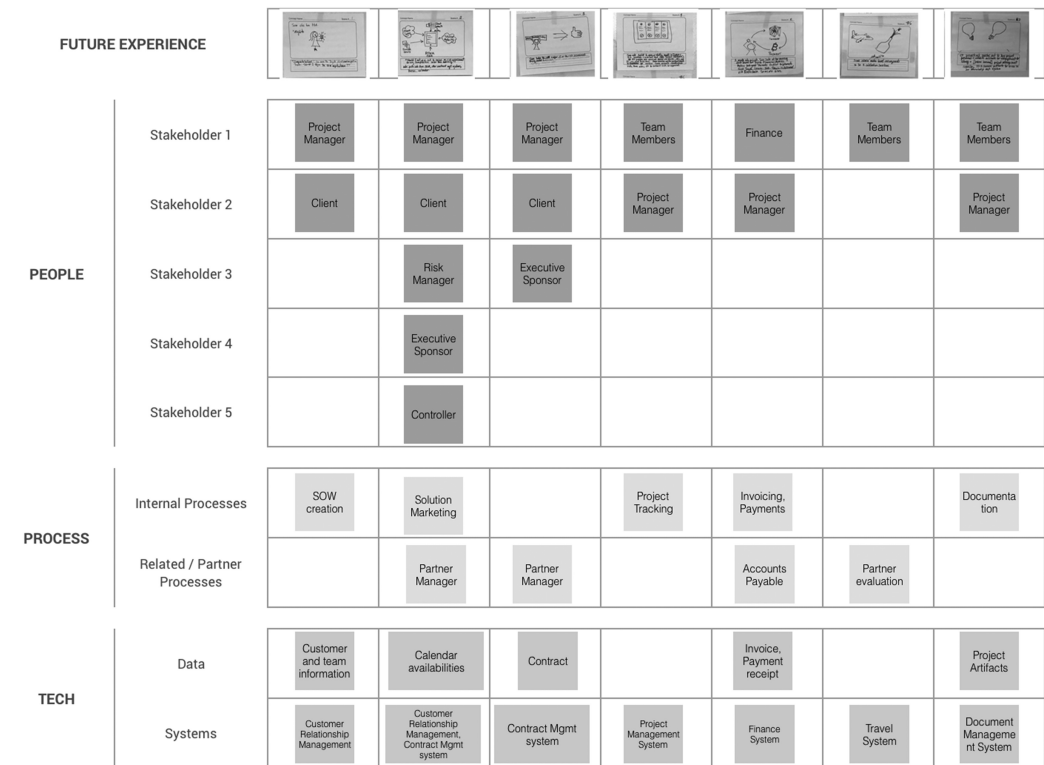 FUTURE EXPERIENCE
PEOPLE
Stakeholder 1
Project
Manager
Project
Manager
Project
Manager
Team
Members
Finance
Team
Members
Team
Members
Stakeholder 2
Client
Client
Client
Project
Manager
Project
Manager
Project
Manager
Stakeholder 3
Risk
Manager
Executive
Sponsor
Stakeholder 4
Executive
Sponsor
Stakeholder 5
Controller
PROCESS
Internal Processes
SOW
creation
Solution
Marketing
Project
Tracking
Invoicing,
Payments
Documenta
tion
Related / Partner
Processes
Partner
Manager
Partner
Manager
Accounts
Payable
Partner
evaluation
TECH
Data
Customer
and team
information
Calendar
availabilities
Contract
Invoice,
Payment
receipt
Project
Artifacts
Systems
Customer
Relationship
Management
Customer
Relationship
Management,
Contract Mgmt
system
Contract Mgmt
system
Project
Management
System
Finance
System
Travel
System
Document
Manageme
nt System